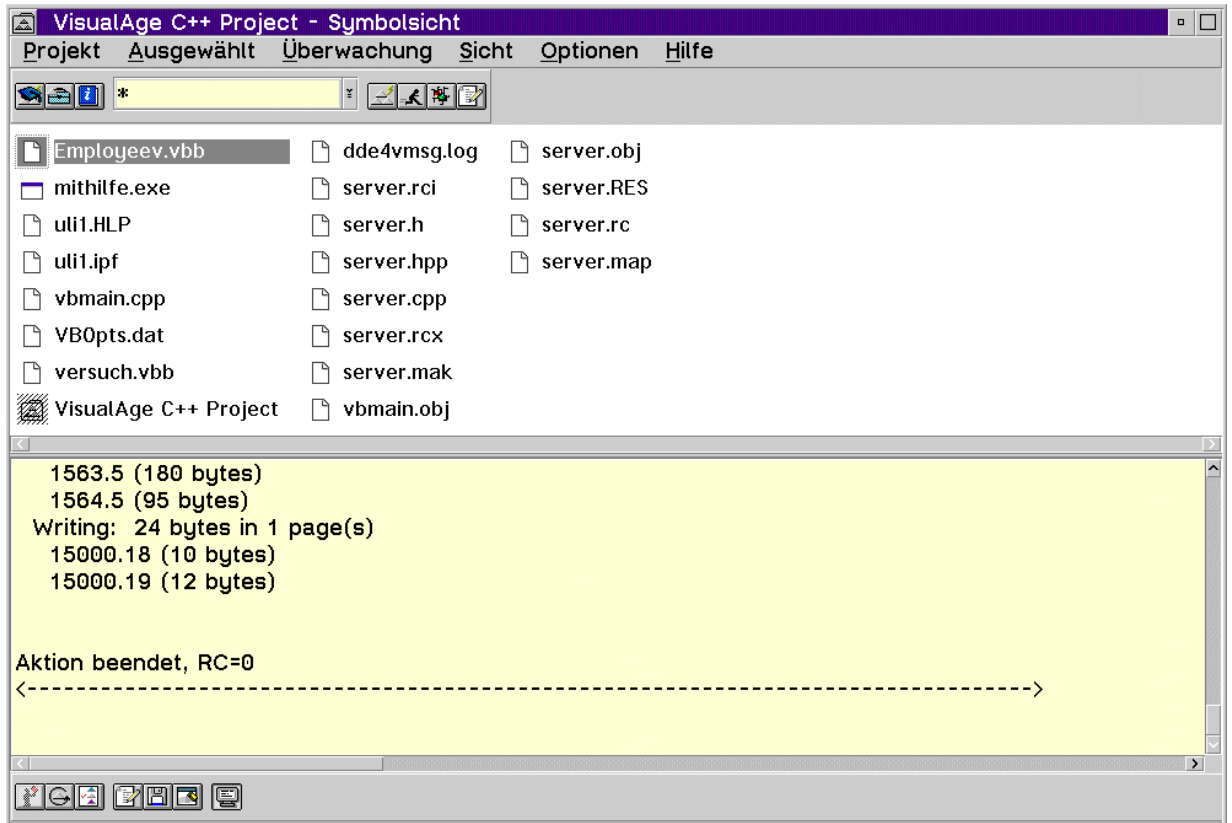 VisualAge C++ Project - Symbolsicht
Projekt Ausgewählt Überwachung Sicht Optionen Hilfe
*
Employeev.vbb dde4vmsg.log server.obj
mithilfe.exe server.rci server.RES
uli1.HLP server.h server.rc
uli1.ipf server.hpp server.map
vbmain.cpp server.cpp
VBOpts.dat server.rcx
versuch.vbb server.mak
VisualAge C++ Project vbmain.obj
1563.5 (180 bytes)
1564.5 (95 bytes)
Writing: 24 bytes in 1 page(s)
15000.18 (10 bytes)
15000.19 (12 bytes)
Aktion beendet, RC=0
<---------------------------------------------------------------------------------->